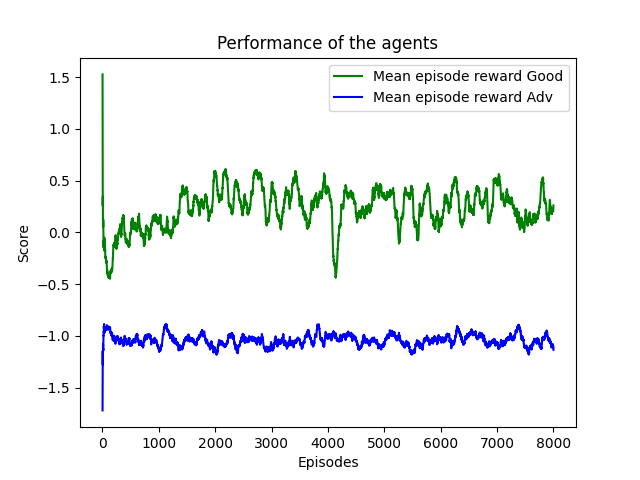 Performance of the agents
Mean episode reward Good
Mean episode reward Adv
1.5
1.0
0.5
0.0
−0.5
−1.0
−1.5
Score
0 1000 2000 3000 4000 5000 6000 7000 8000
Episodes